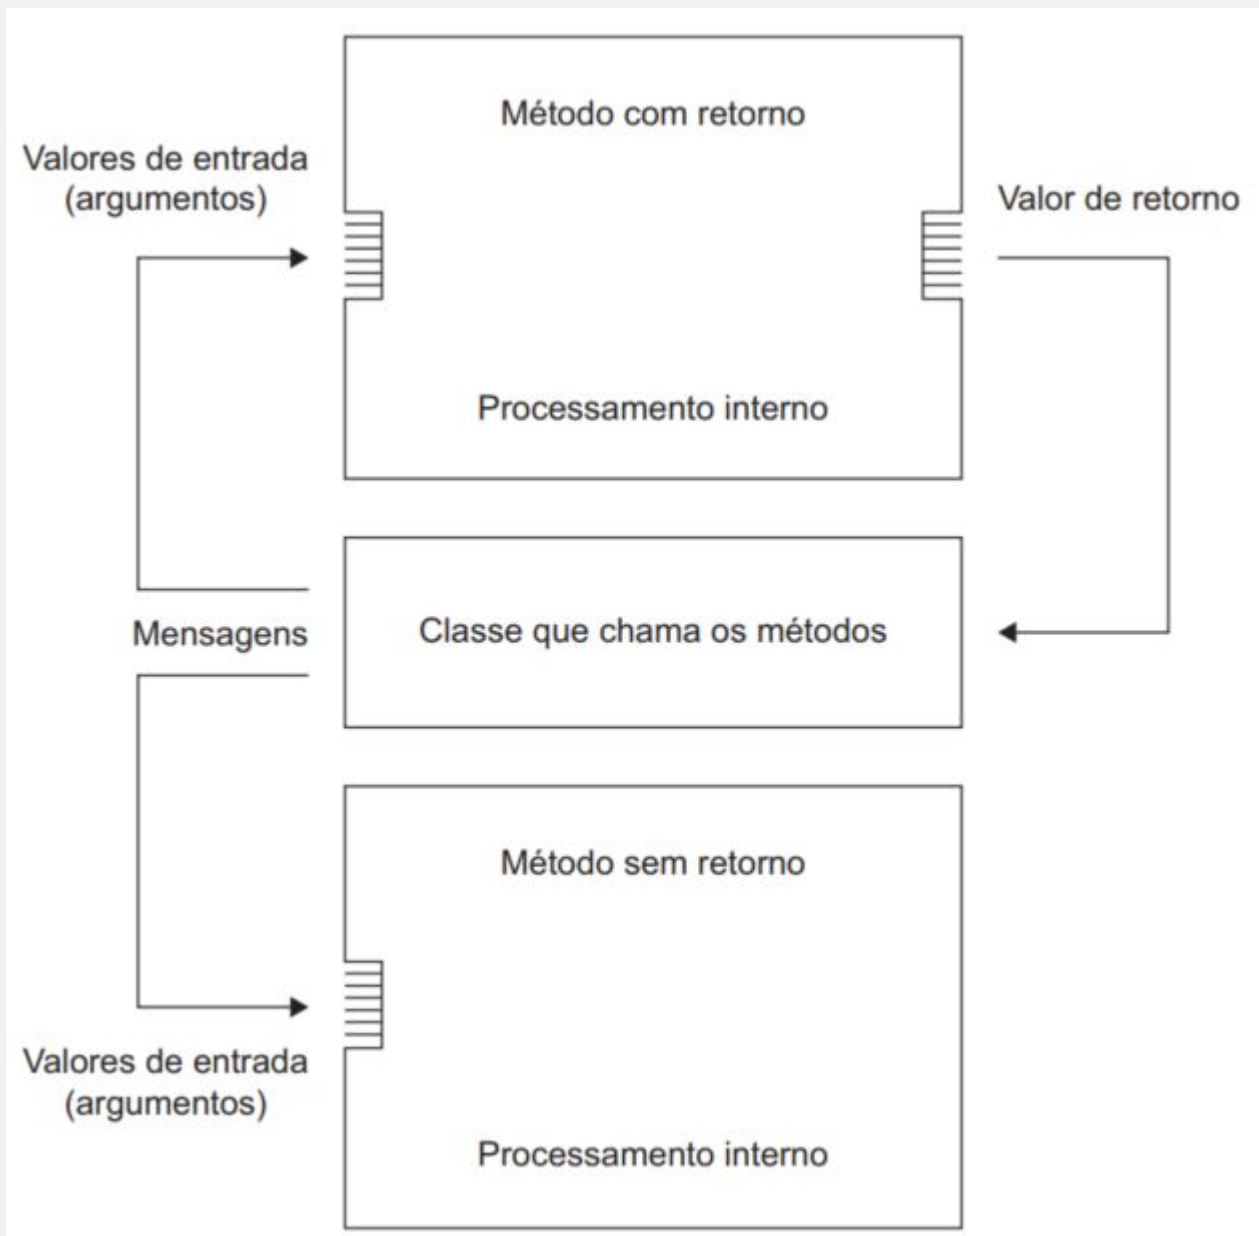 Método com retorno
Valores de entrada
(argumentos)
Valor de retorno
Processamento interno
Mensagens
Classe que chama os métodos
Método sem retorno
Valores de entrada
(argumentos)
Processamento interno